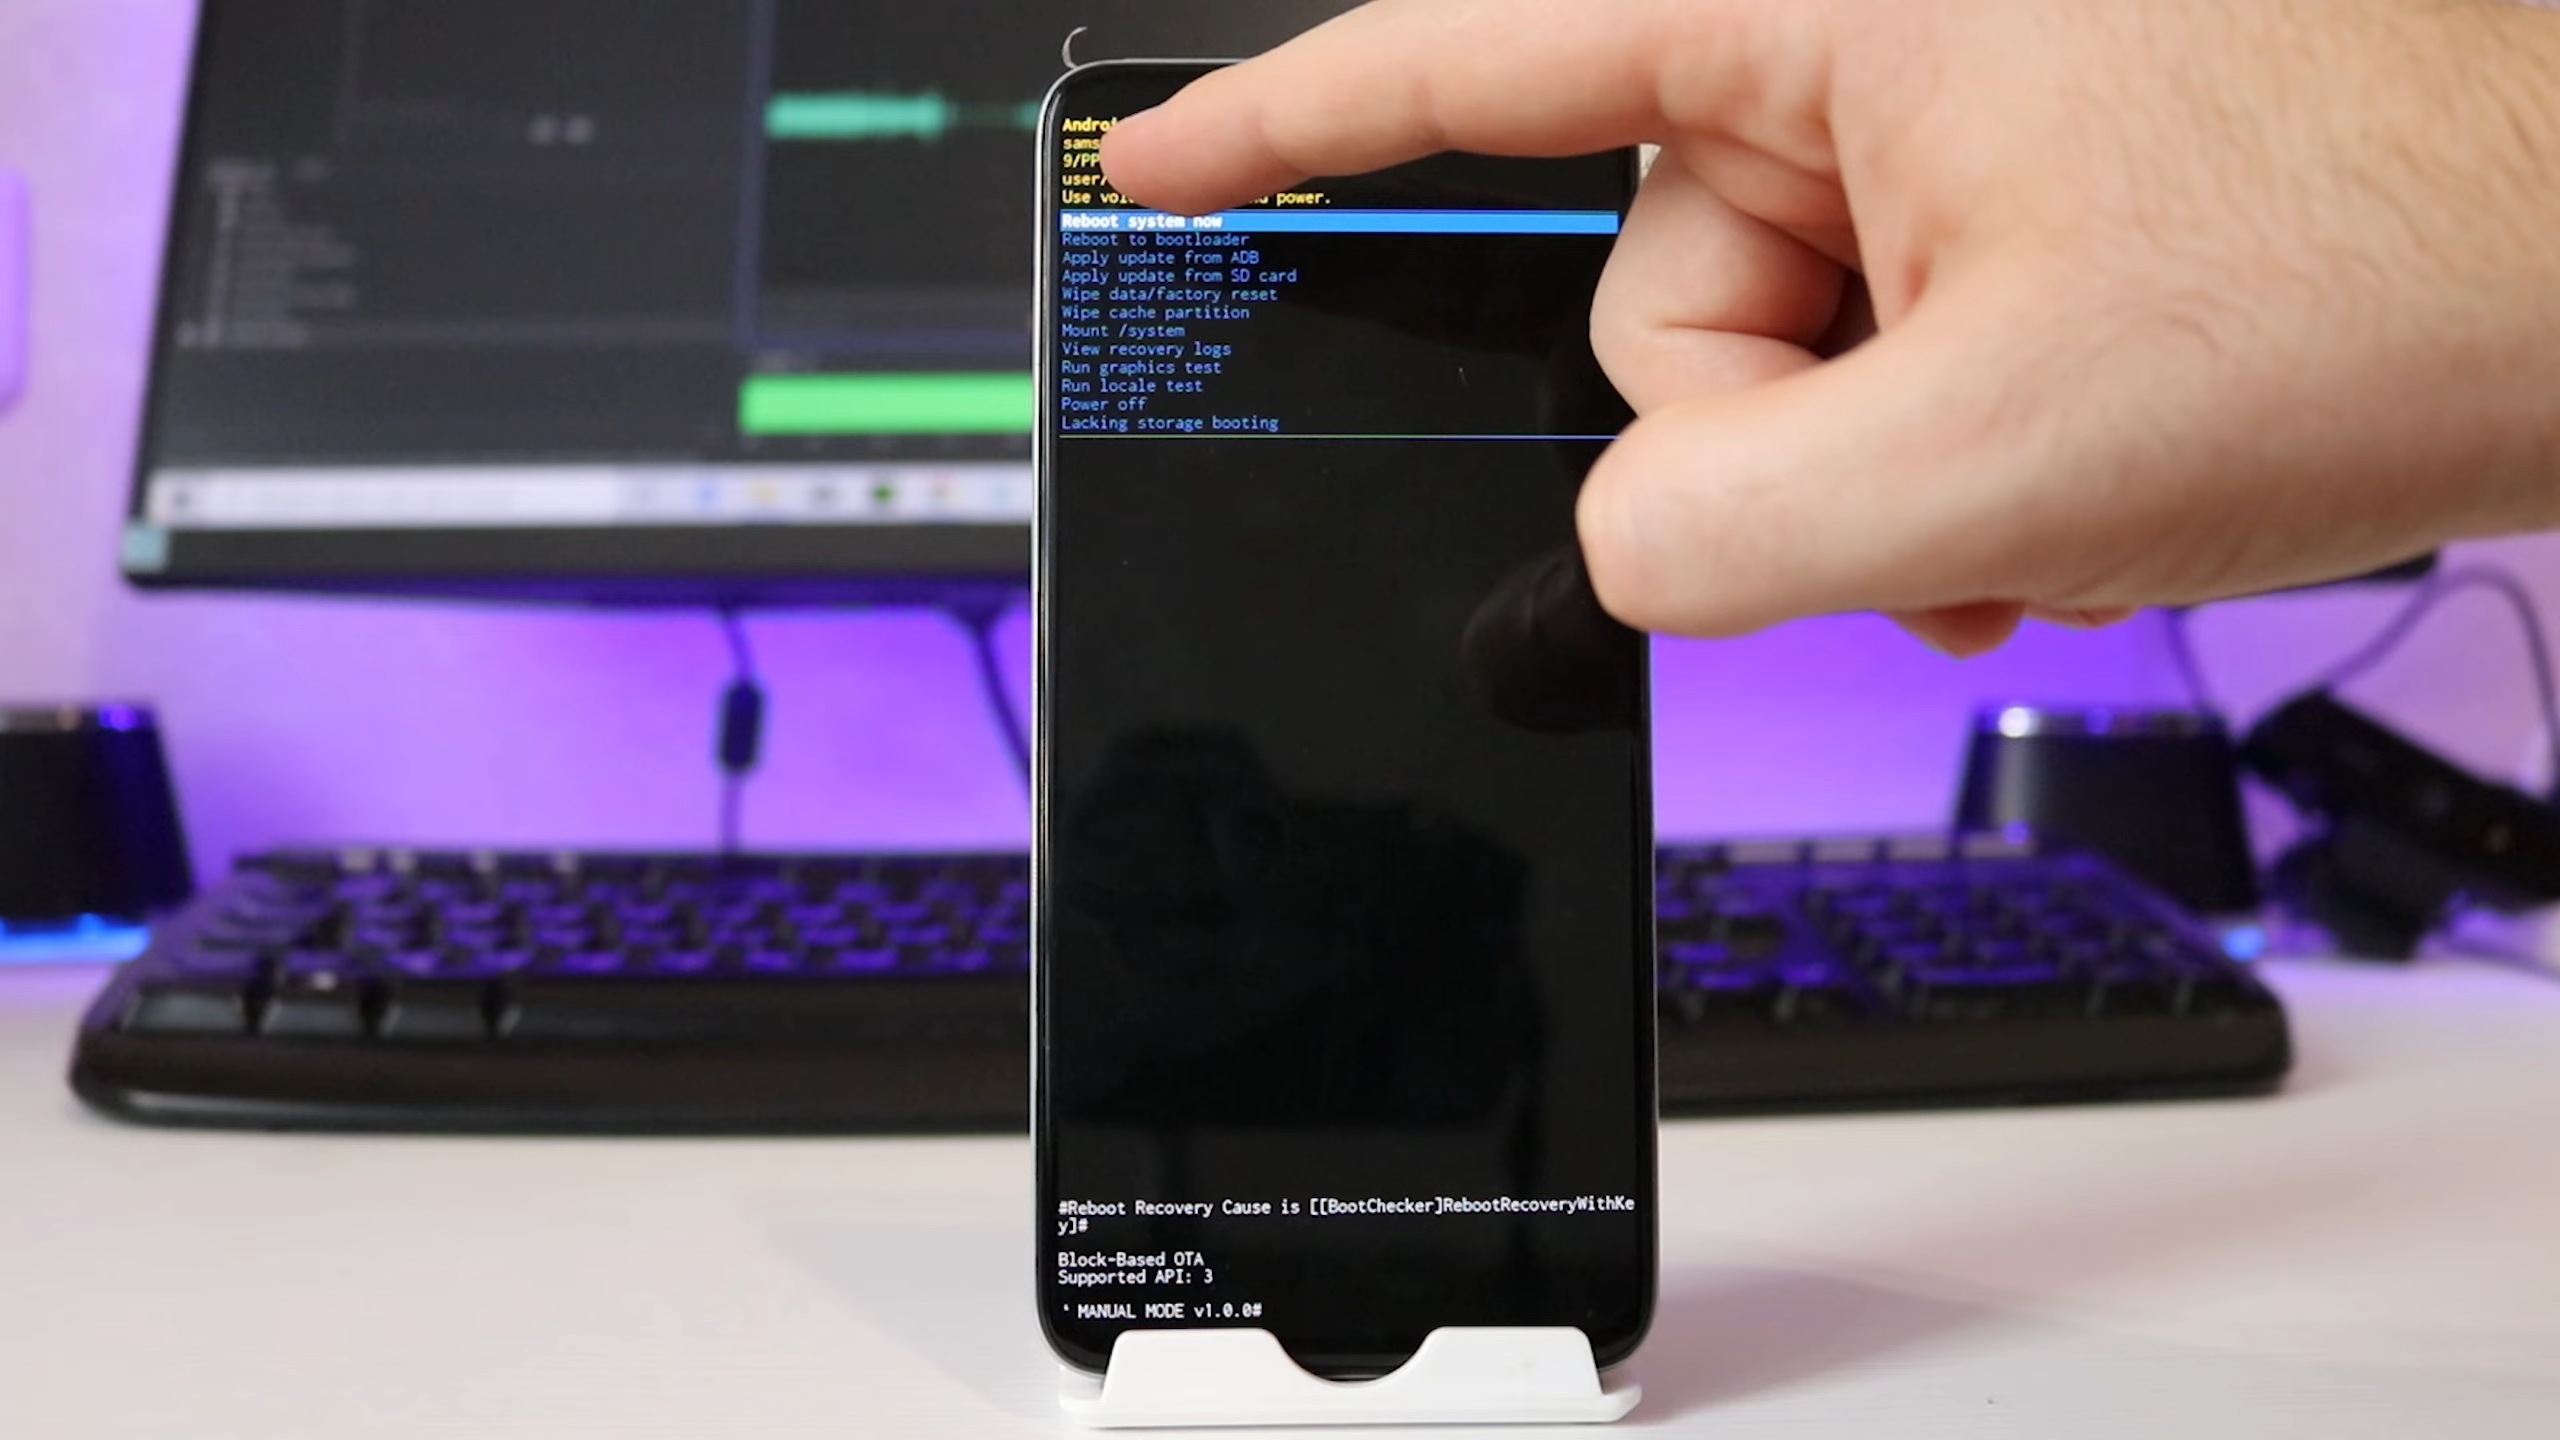 9/PP
user/
Use power.
Reboot system now
Reboot to bootloader
Apply update from ADB
Apply update from SD card
Wipe data/factory reset
Wipe cache partition
Mount /system
View recovery logs
Run graphics test
Run locale test
Power off
Lacking storage booting
#Reboot Recovery Cause is [[BootChecker]RebootRecoveryWithKe
y]#
Block-Based OTA
Supported API: 3
MANUAL MODE v1.0.0#